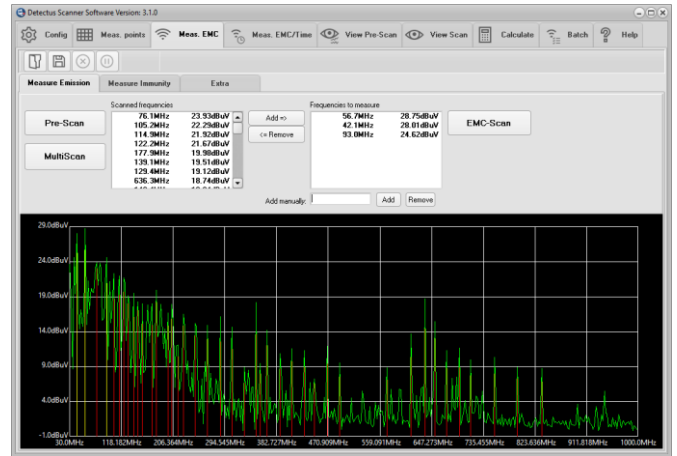 Detectus Scanner Software Version: 3.1.0
Config Meas. points Meas. EMC Meas. EMC/Time View Pre-Scan View Scan Calculate Batch Help
Measure Emission Measure Immunity Extra
Scanned frequencies Frequencies to measure
Pre-Scan
MultiScan
76.1MHz 23.93dBuV
105.2MHz 22.29dBuV
114.9MHz 21.92dBuV
122.2MHz 21.67dBuV
177.9MHz 19.98dBuV
139.1MHz 19.51dBuV
129.4MHz 19.12dBuV
636.3MHz 18.74dBuV
Add =>
<= Remove
56.7MHz 28.75dBuV
42.1MHz 28.01dBuV
93.0MHz 24.62dBuV
EMC-Scan
Add manually: Add Remove
29.0dBuV
24.0dBuV
19.0dBuV
14.0dBuV
9.0dBuV
4.0dBuV
-1.0dBuV
30.0MHz 118.182MHz 206.364MHz 294.545MHz 382.727MHz 470.909MHz 559.091MHz 647.273MHz 735.455MHz 823.636MHz 911.818MHz 1000.0MHz